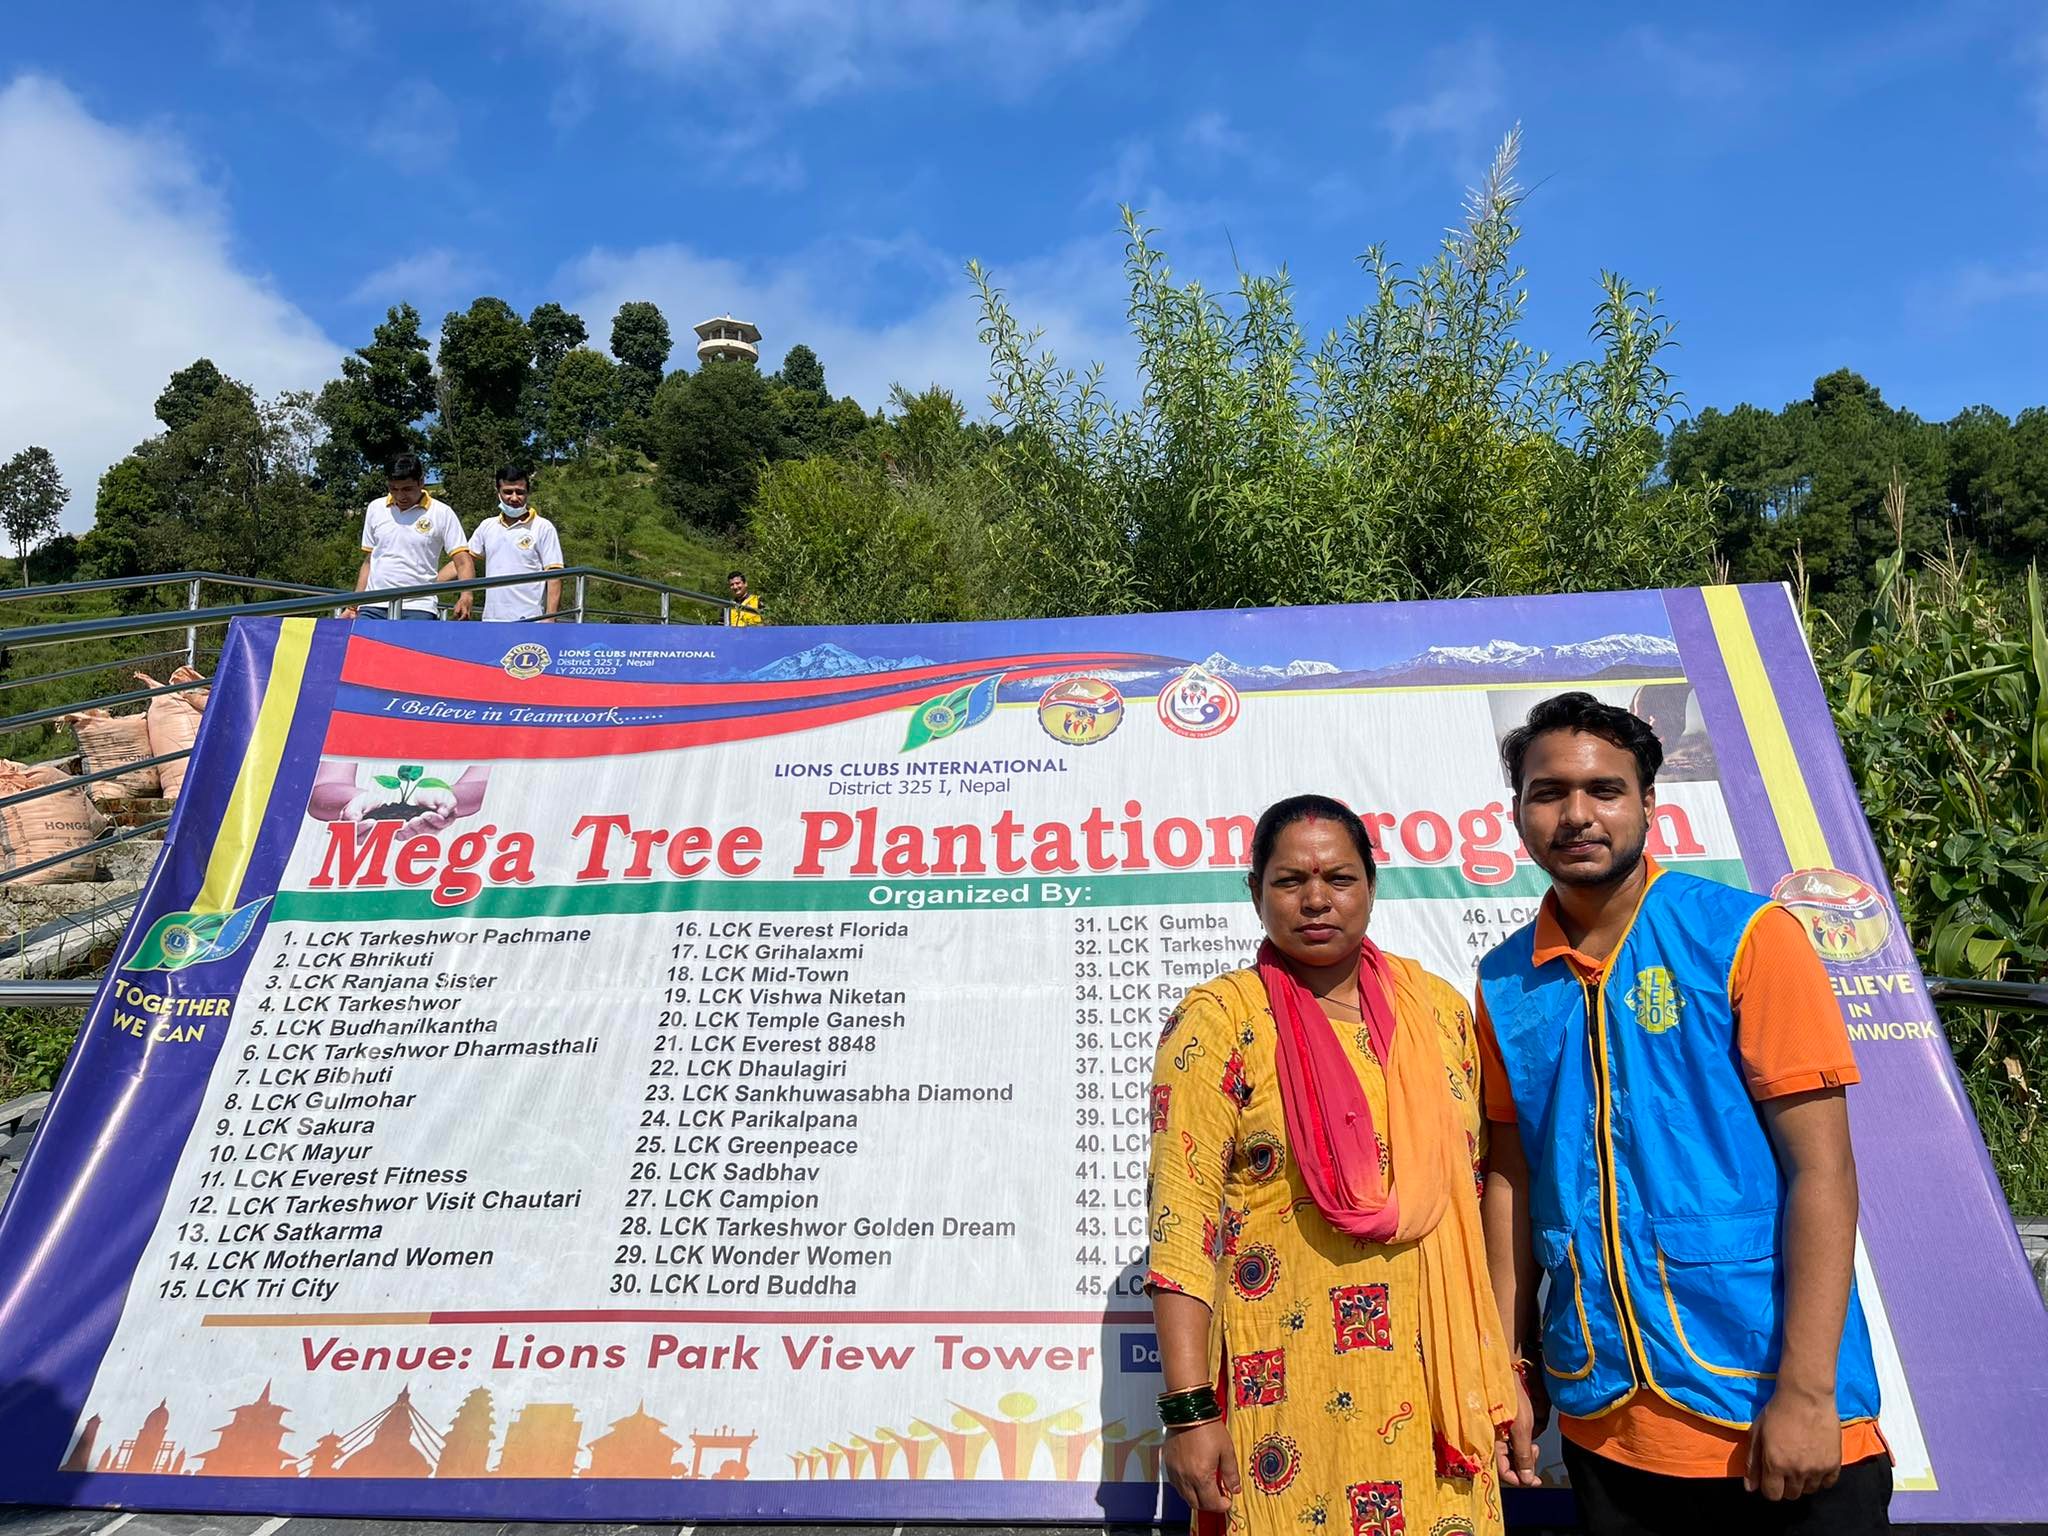 LIONS CLUBS INTERNATIONAL
District 325 I, Nepal
LY 2022/023
I Believe in Teamwork.......
TOGETHER WE CAN
LIONS CLUBS INTERNATIONAL
District 325 I, Nepal
Mega Tree Plantation
Organized By:
1. LCK Tarkeshwor Pachmane
2. LCK Bhrikuti
3. LCK Ranjana Sister
4. LCK Tarkeshwor
5. LCK Budhanilkantha
6. LCK Tarkeshwor Dharmasthali
7. LCK Bibhuti
8. LCK Gulmohar
9. LCK Sakura
10. LCK Mayur
11. LCK Everest Fitness
12. LCK Tarkeshwor Visit Chautari
13. LCK Satkarma
14. LCK Motherland Women
15. LCK Tri City
16. LCK Everest Florida
17. LCK Grihalaxmi
18. LCK Mid-Town
19. LCK Vishwa Niketan
20. LCK Temple Ganesh
21. LCK Everest 8848
22. LCK Dhaulagiri
23. LCK Sankhuwasabha Diamond
24. LCK Parikalpana
25. LCK Greenpeace
26. LCK Sadbhav
27. LCK Campion
28. LCK Tarkeshwor Golden Dream
29. LCK Wonder Women
30. LCK Lord Buddha
31. LCK Gumba
32. LCK
33. LCK Temple
34. LCK
35. LCK
36. LCK
37. LCK
38. LCK
39. LCK
40. LCK
41.
42.
43.
44.
45.
46. LCK
47.
Venue: Lions Park View Tower
TOGETHER
WE CAN
IN
LEO